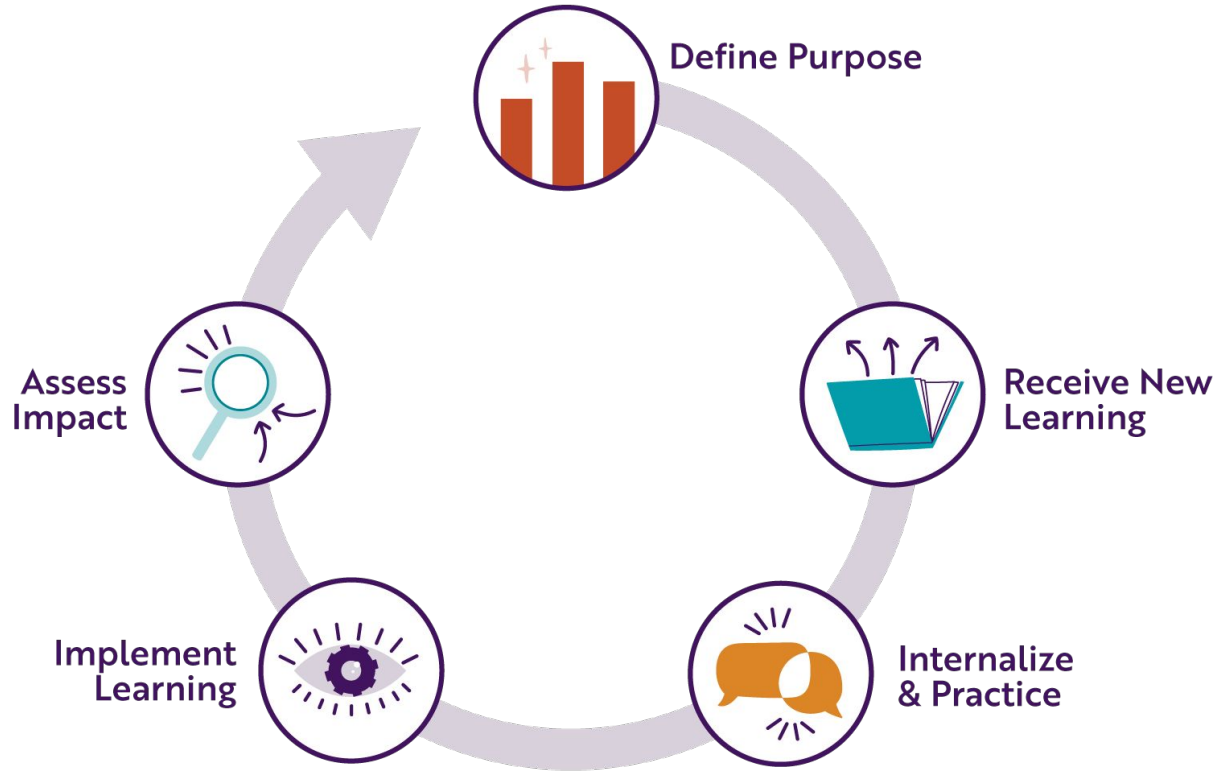 Define Purpose
Receive New
Learning
Internalize
& Practice
Implement
Learning
Assess
Impact